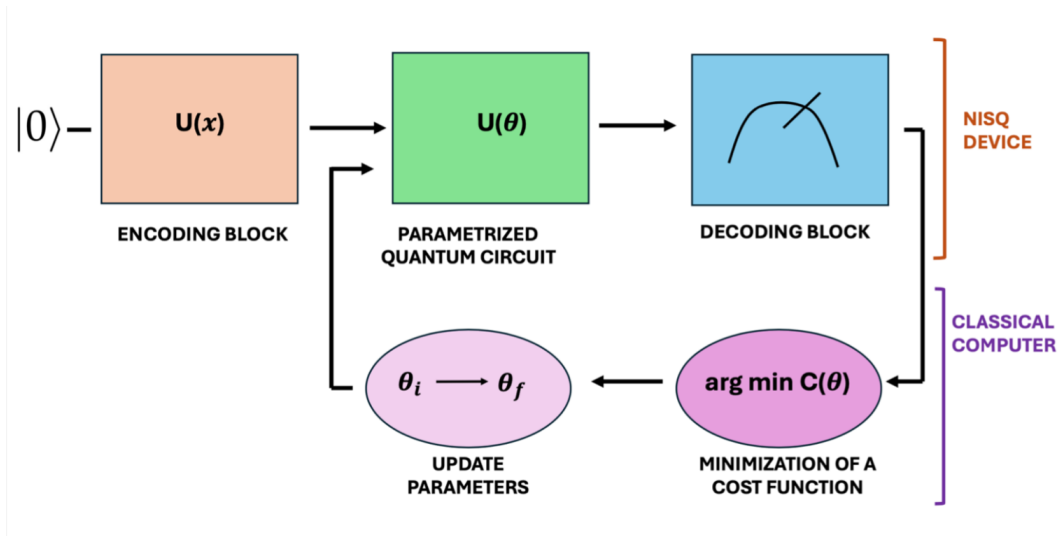 |0⟩
U(x)
U(θ)
NISQ
DEVICE
ENCODING BLOCK
PARAMETRIZED
QUANTUM CIRCUIT
DECODING BLOCK
CLASSICAL
COMPUTER
θi → θf
arg min C(θ)
UPDATE
PARAMETERS
MINIMIZATION OF A
COST FUNCTION